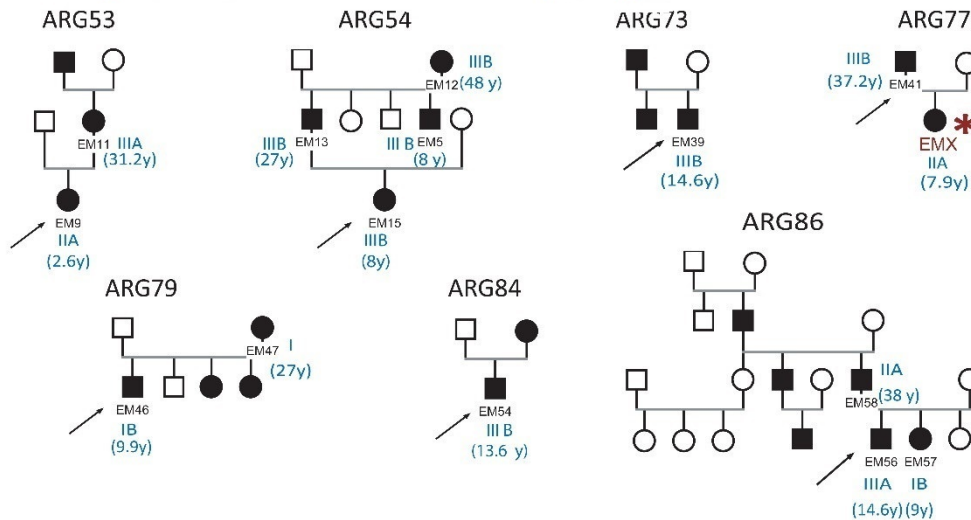 ARG53
EM11 IIIA
(31.2y)
EM9
IIA
(2.6y)
ARG54
IIIB
EM12 (48 y)
IIIB EM13
(27y)
III B EM5
(8 y)
EM15
IIIB
(8y)
ARG73
EM39
IIIB
(14.6y)
ARG77
IIIB
(37.2y) EM41
*
EMX
IIA
(7.9y)
ARG79
EM47 I
(27y)
EM46
IB
(9.9y)
ARG84
EM54
III B
(13.6 y)
ARG86
IIA
EM58 (38 y)
EM56 EM57
IIIA IB
(14.6y) (9y)